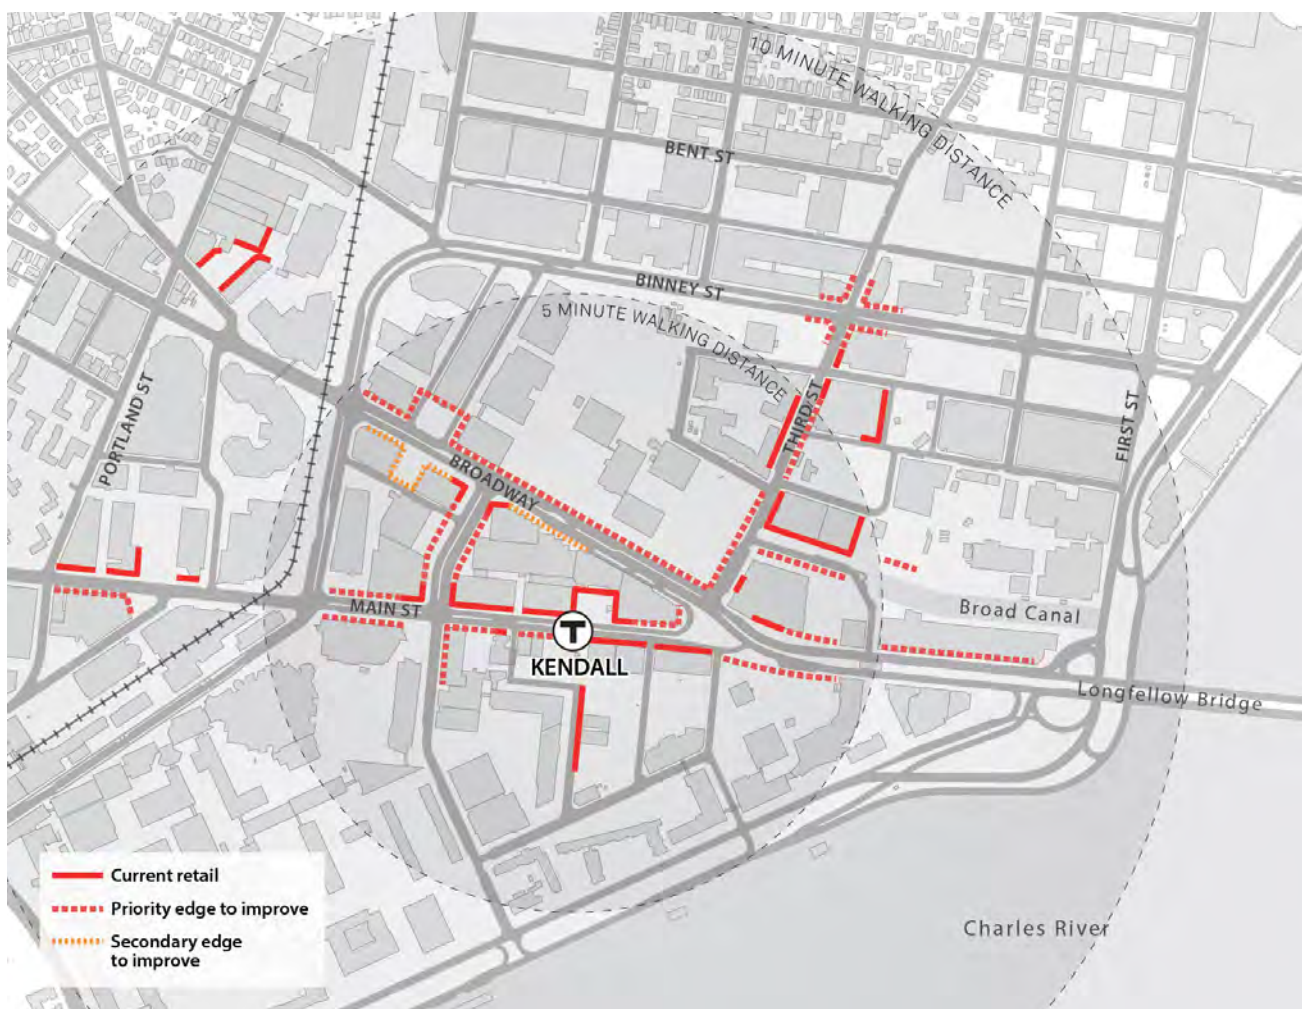 10 MINUTE WALKING DISTANCE
BENT ST
BINNEY ST
5 MINUTE WALKING DISTANCE
PORTLAND ST
THIRD ST
FIRST ST
BROADWAY
MAIN ST
Broad Canal
T
KENDALL
Longfellow Bridge
Current retail
Priority edge to improve
Secondary edge
to improve
Charles River